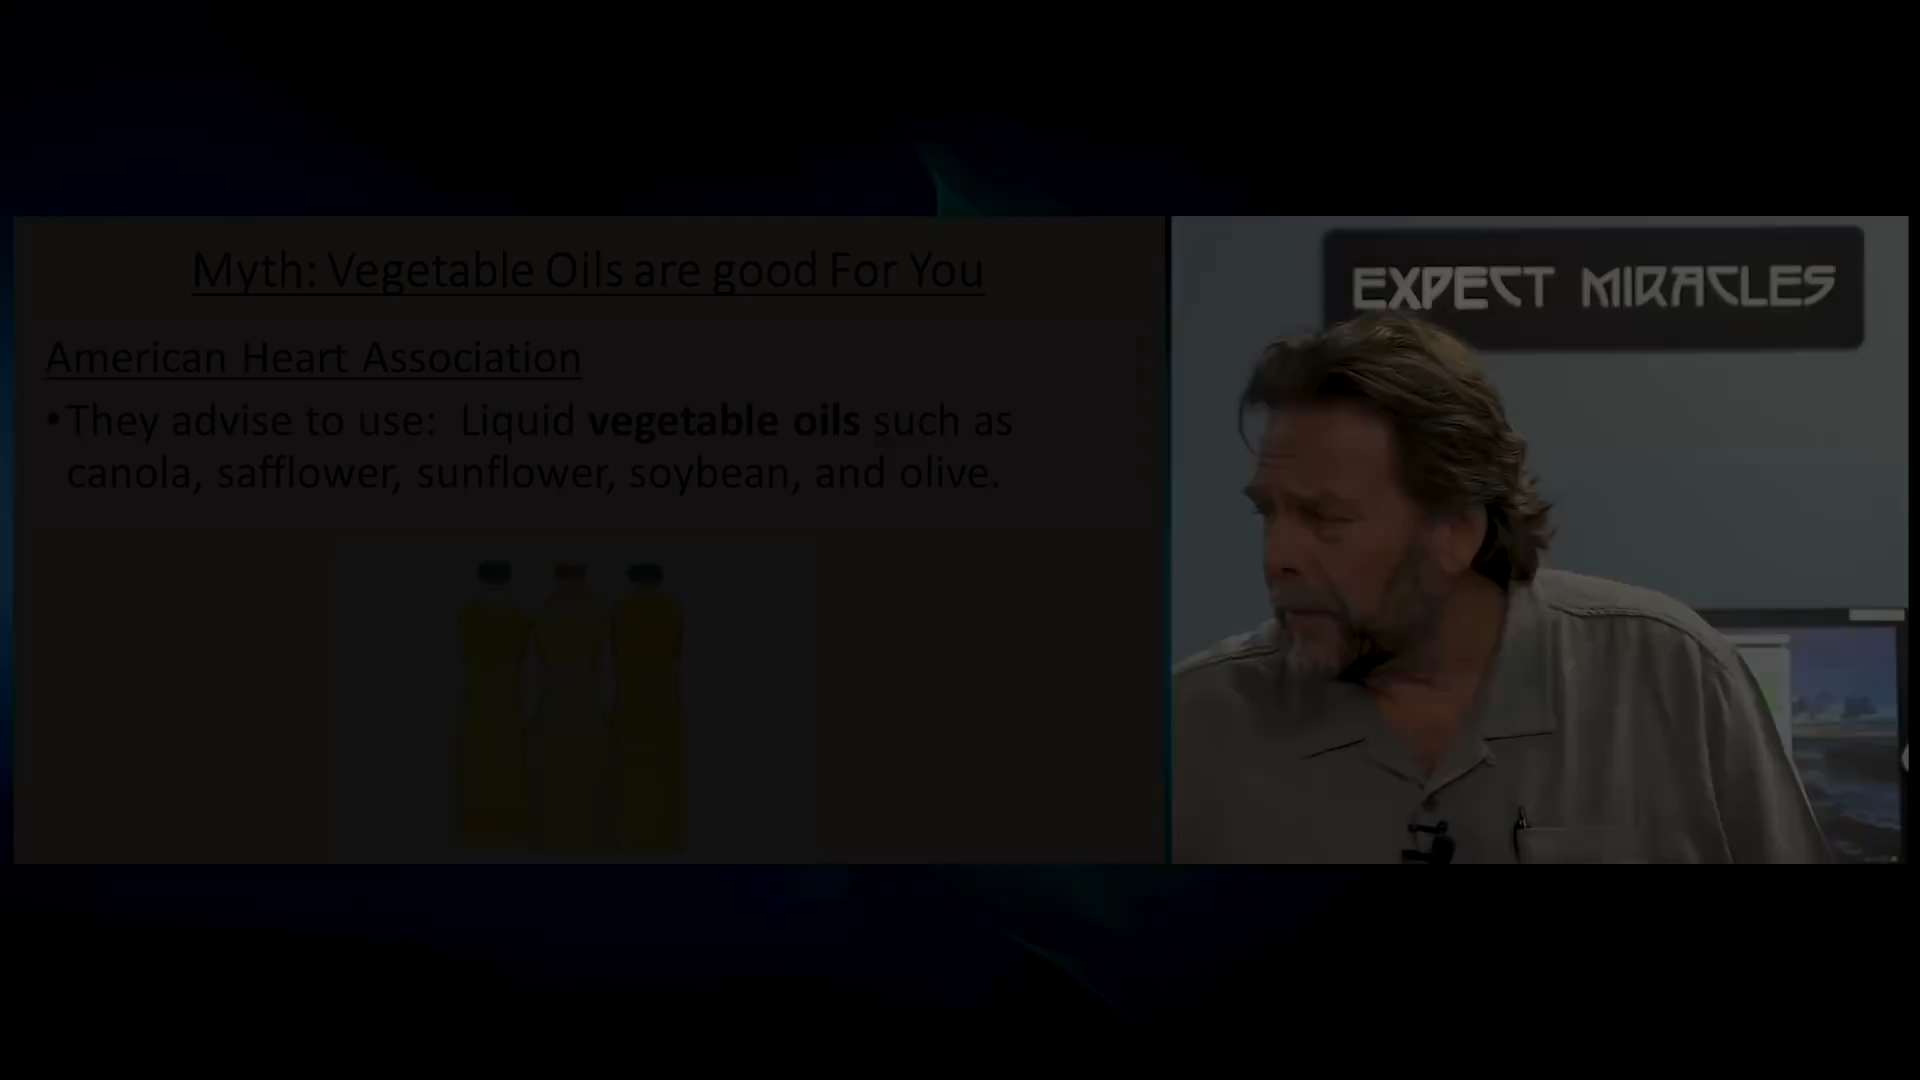 Myth: Vegetable Oils are good For You
EXPECT MIRACLES
American Heart Association
•They advise to use: Liquid vegetable oils such as
canola, safflower, sunflower, soybean, and olive.